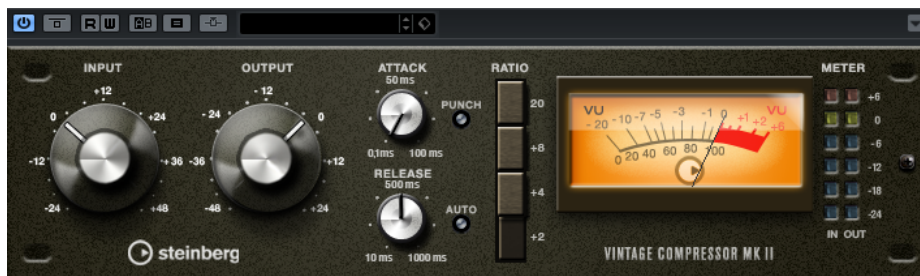 R W A B
INPUT
-24
-12
0
+12
+24
+36
+48
OUTPUT
-48
-36
- 24
- 12
0
+12
+24
ATTACK
50 ms
0,1ms 100 ms
PUNCH
RELEASE
500 ms
10 ms 1000 ms
AUTO
RATIO
20
+8
+4
+2
VU VU
- 20 -10 -7 -5 -3 -1 0 +1 +2 +6
0 20 40 60 80 100
METER
+6
0
-6
-12
-18
-24
IN OUT
steinberg
VINTAGE COMPRESSOR MK II